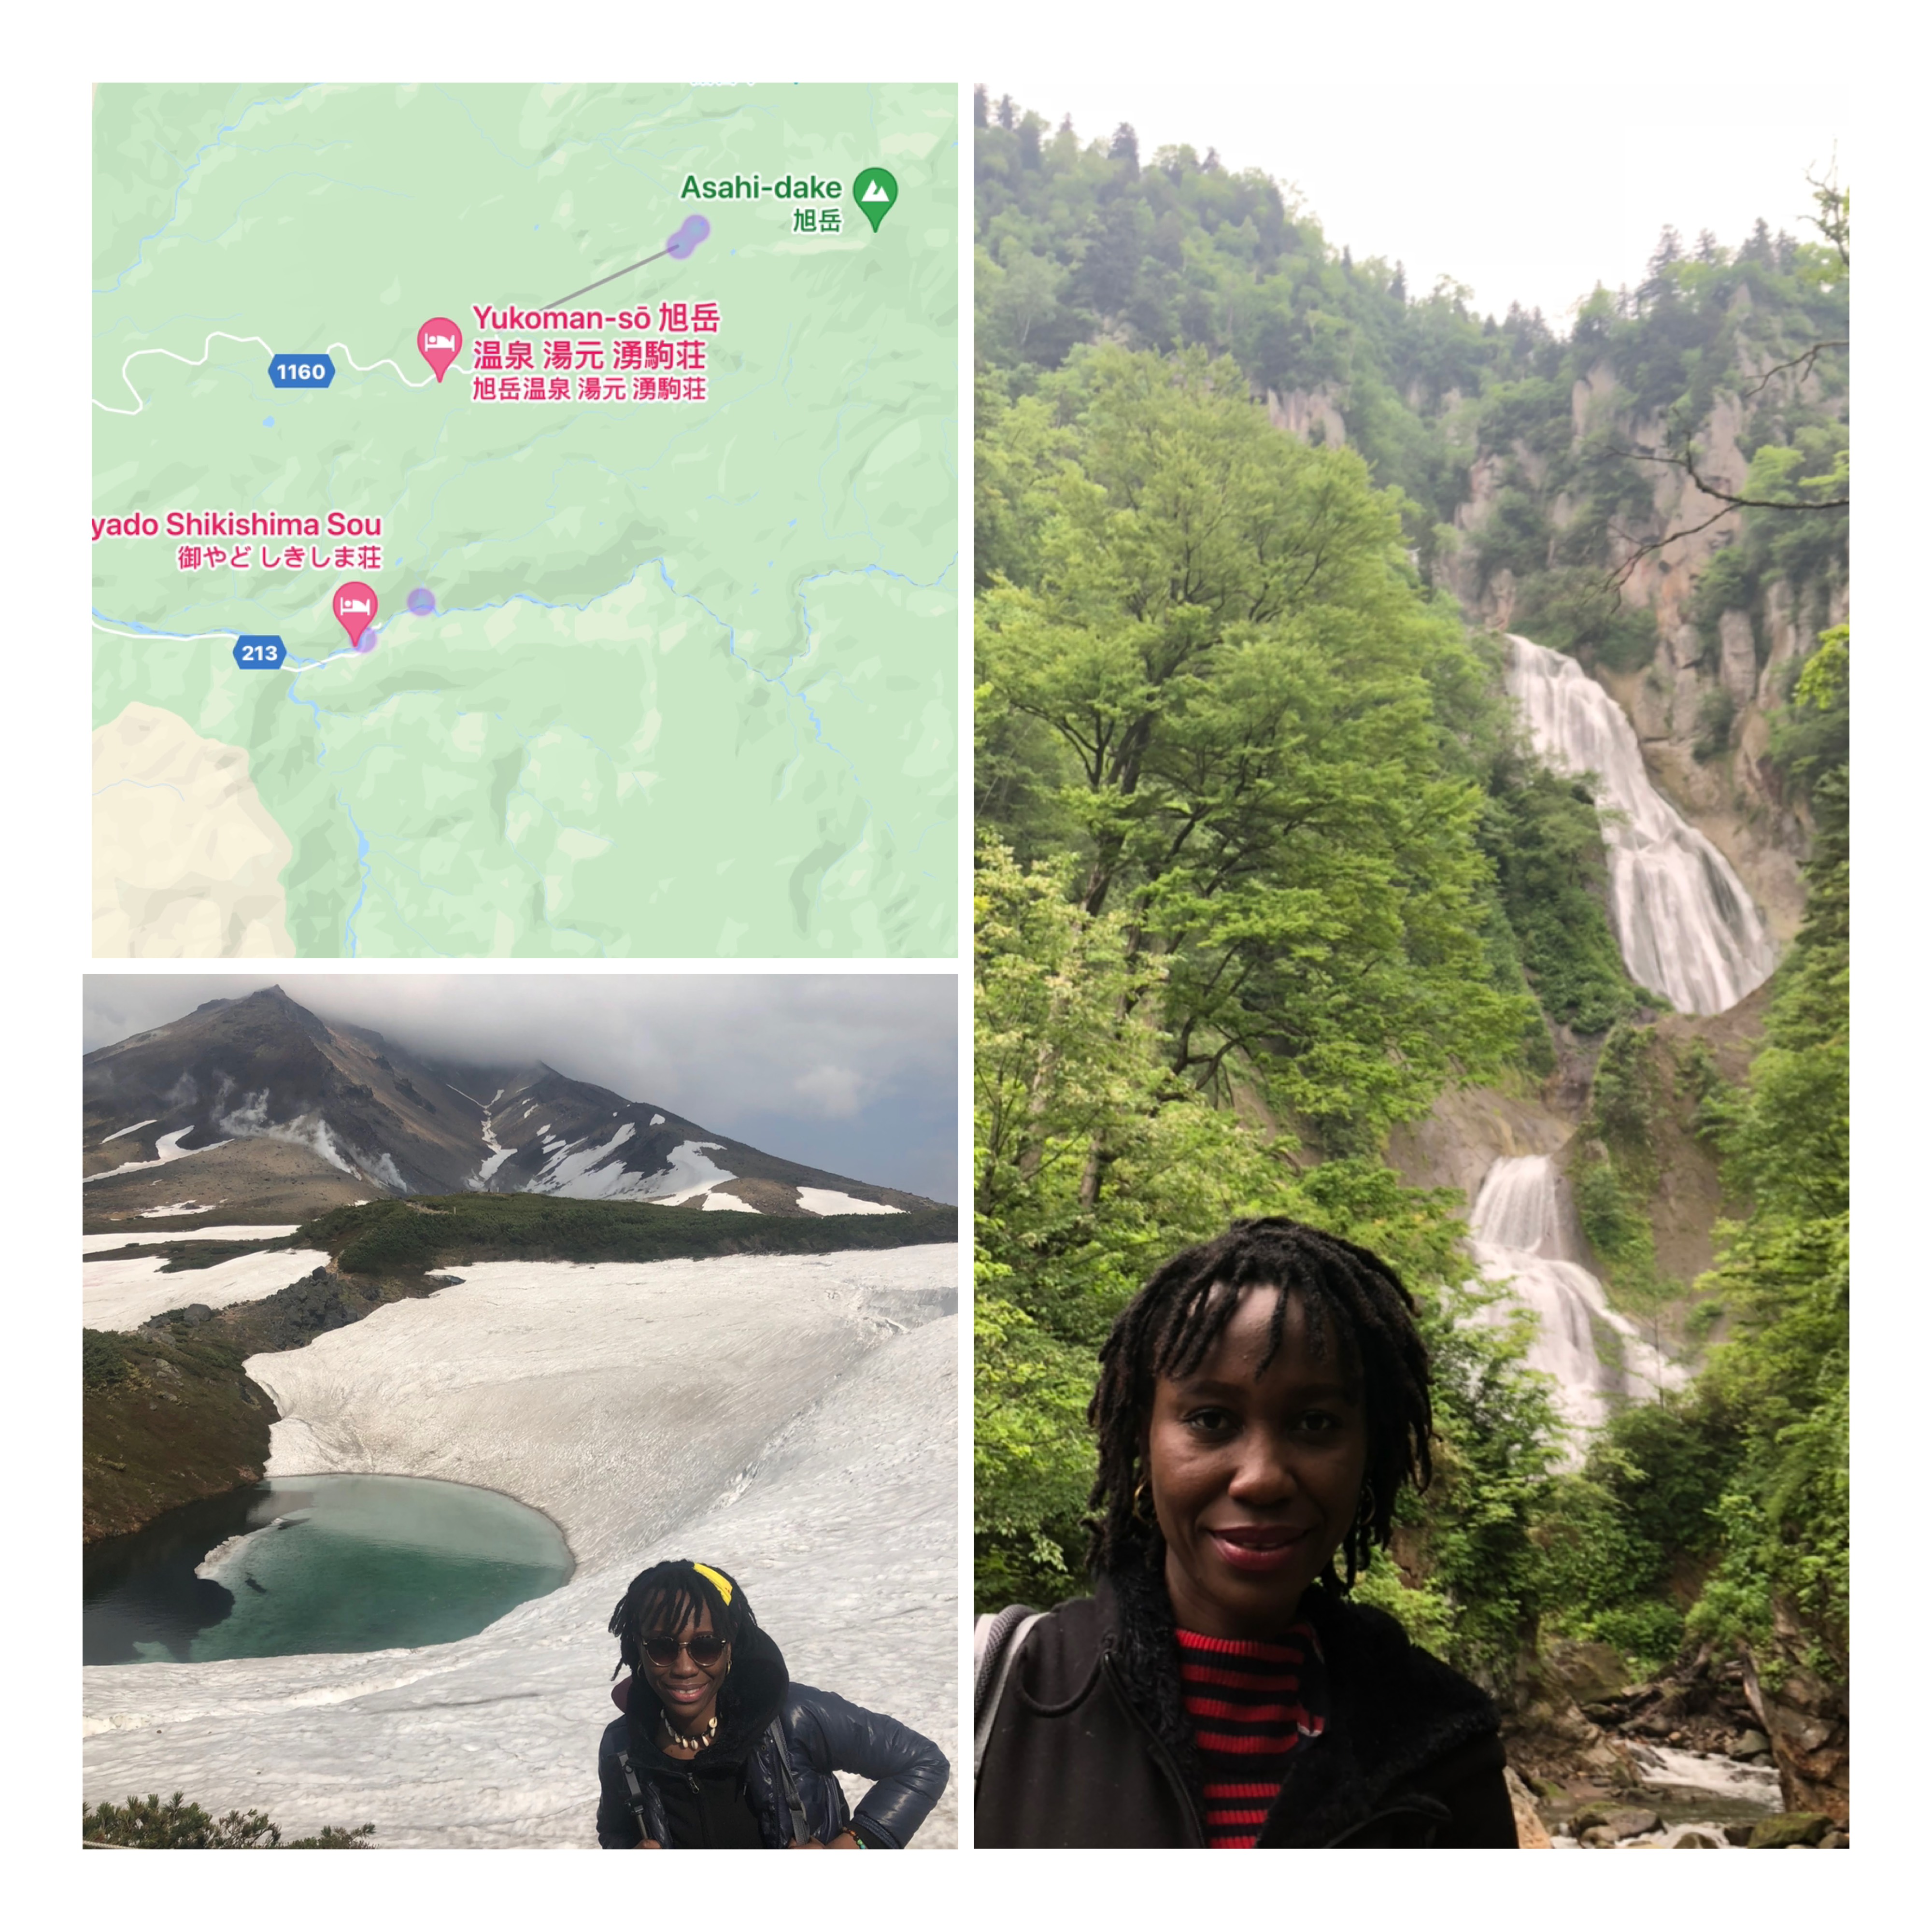 Asahi-dake
旭岳
Yukoman-sō 旭岳
温泉 湯元 湧駒荘
旭岳温泉 湯元 湧駒荘
1160
yado Shikishima Sou
御やど しきしま荘
213